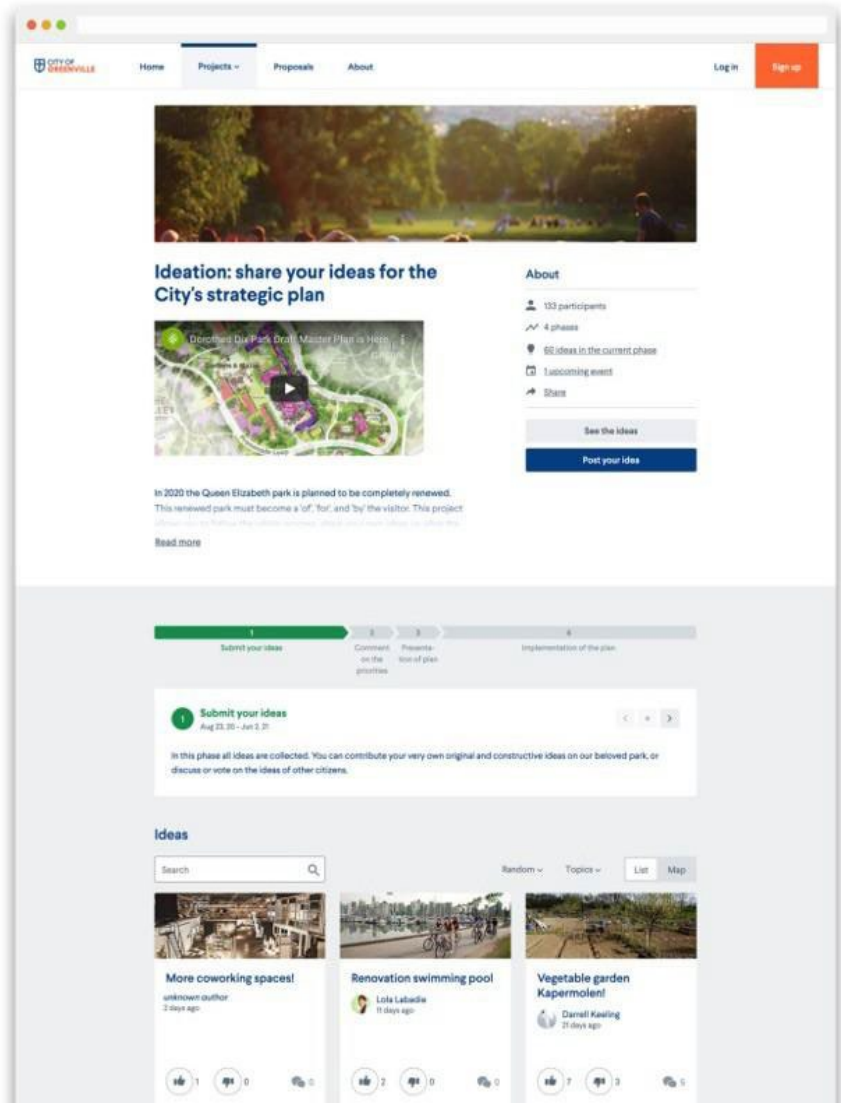 CITY OF
GREENVILLE
Home
Projects
Proposals
About
Log in
Sign up
Ideation: share your ideas for the
City's strategic plan
Dorothea Dix Park Draft Master Plan is Here
About
133 participants
4 phases
60 ideas in the current phase
1 upcoming event
Share
See the ideas
Post your idea
In 2020 the Queen Elizabeth park is planned to be completely renewed.
This renewed park must become a 'of', 'for', and 'by' the visitor. This project
Read more
1
2
3
4
Submit your ideas
Comment
on the
priorities
Presenta-
tion of plan
Implementation of the plan
1
Submit your ideas
In this phase all ideas are collected. You can contribute your very own original and constructive ideas on our beloved park, or
discuss or vote on the ideas of other citizens.
Ideas
Search
Random
Topics
List
Map
More coworking spaces!
unknown author
2 days ago
1
0
0
Renovation swimming pool
Lola Labadie
11 days ago
2
0
0
Vegetable garden
Kapermolen!
Darrell Keeling
21 days ago
7
3